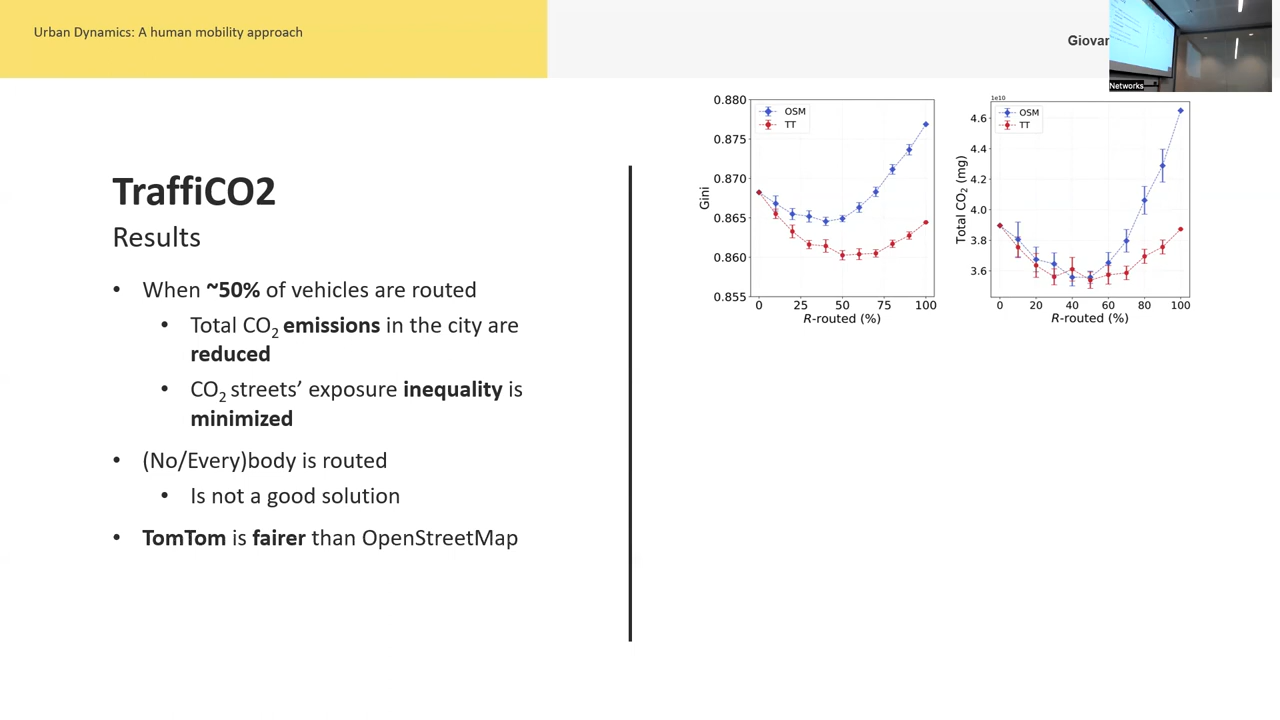 Urban Dynamics: A human mobility approach
Giovan
Networks
TraffiCO2
Results
• When ~50% of vehicles are routed
• Total CO2 emissions in the city are
reduced
• CO2 streets’ exposure inequality is
minimized
• (No/Every)body is routed
• Is not a good solution
• TomTom is fairer than OpenStreetMap
OSM
TT
Gini
0.880
0.875
0.870
0.865
0.860
0.855
0 25 50 75 100
R-routed (%)
1e10
OSM
TT
Total CO2 (mg)
4.6
4.4
4.2
4.0
3.8
3.6
0 20 40 60 80 100
R-routed (%)